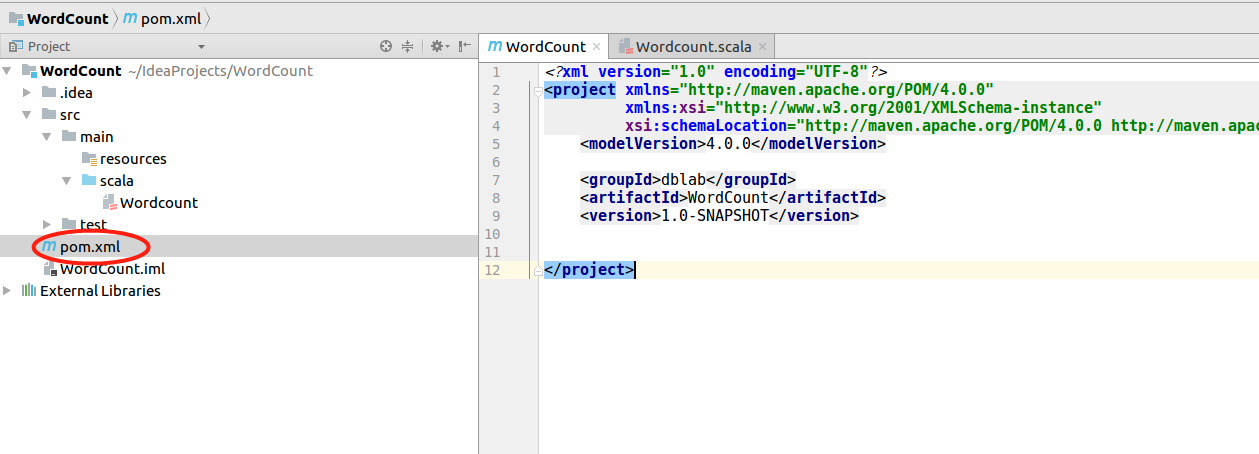 WordCount pom.xml
Project
WordCount ~/IdeaProjects/WordCount
.idea
src
main
resources
scala
Wordcount
test
pom.xml
WordCount.iml
External Libraries
WordCount Wordcount.scala
1 <?xml version="1.0" encoding="UTF-8"?>
2 <project xmlns="http://maven.apache.org/POM/4.0.0"
3 xmlns:xsi="http://www.w3.org/2001/XMLSchema-instance"
4 xsi:schemaLocation="http://maven.apache.org/POM/4.0.0 http://maven.apac
5 <modelVersion>4.0.0</modelVersion>
6
7 <groupId>dblab</groupId>
8 <artifactId>WordCount</artifactId>
9 <version>1.0-SNAPSHOT</version>
10
11
12 </project>